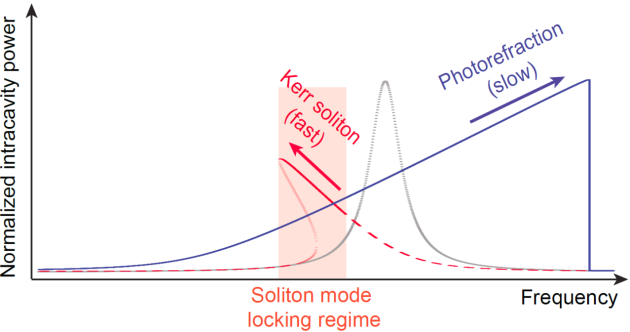 Normalized intracavity power
Kerr soliton
(fast)
Photorefraction
(slow)
Soliton mode
locking regime
Frequency